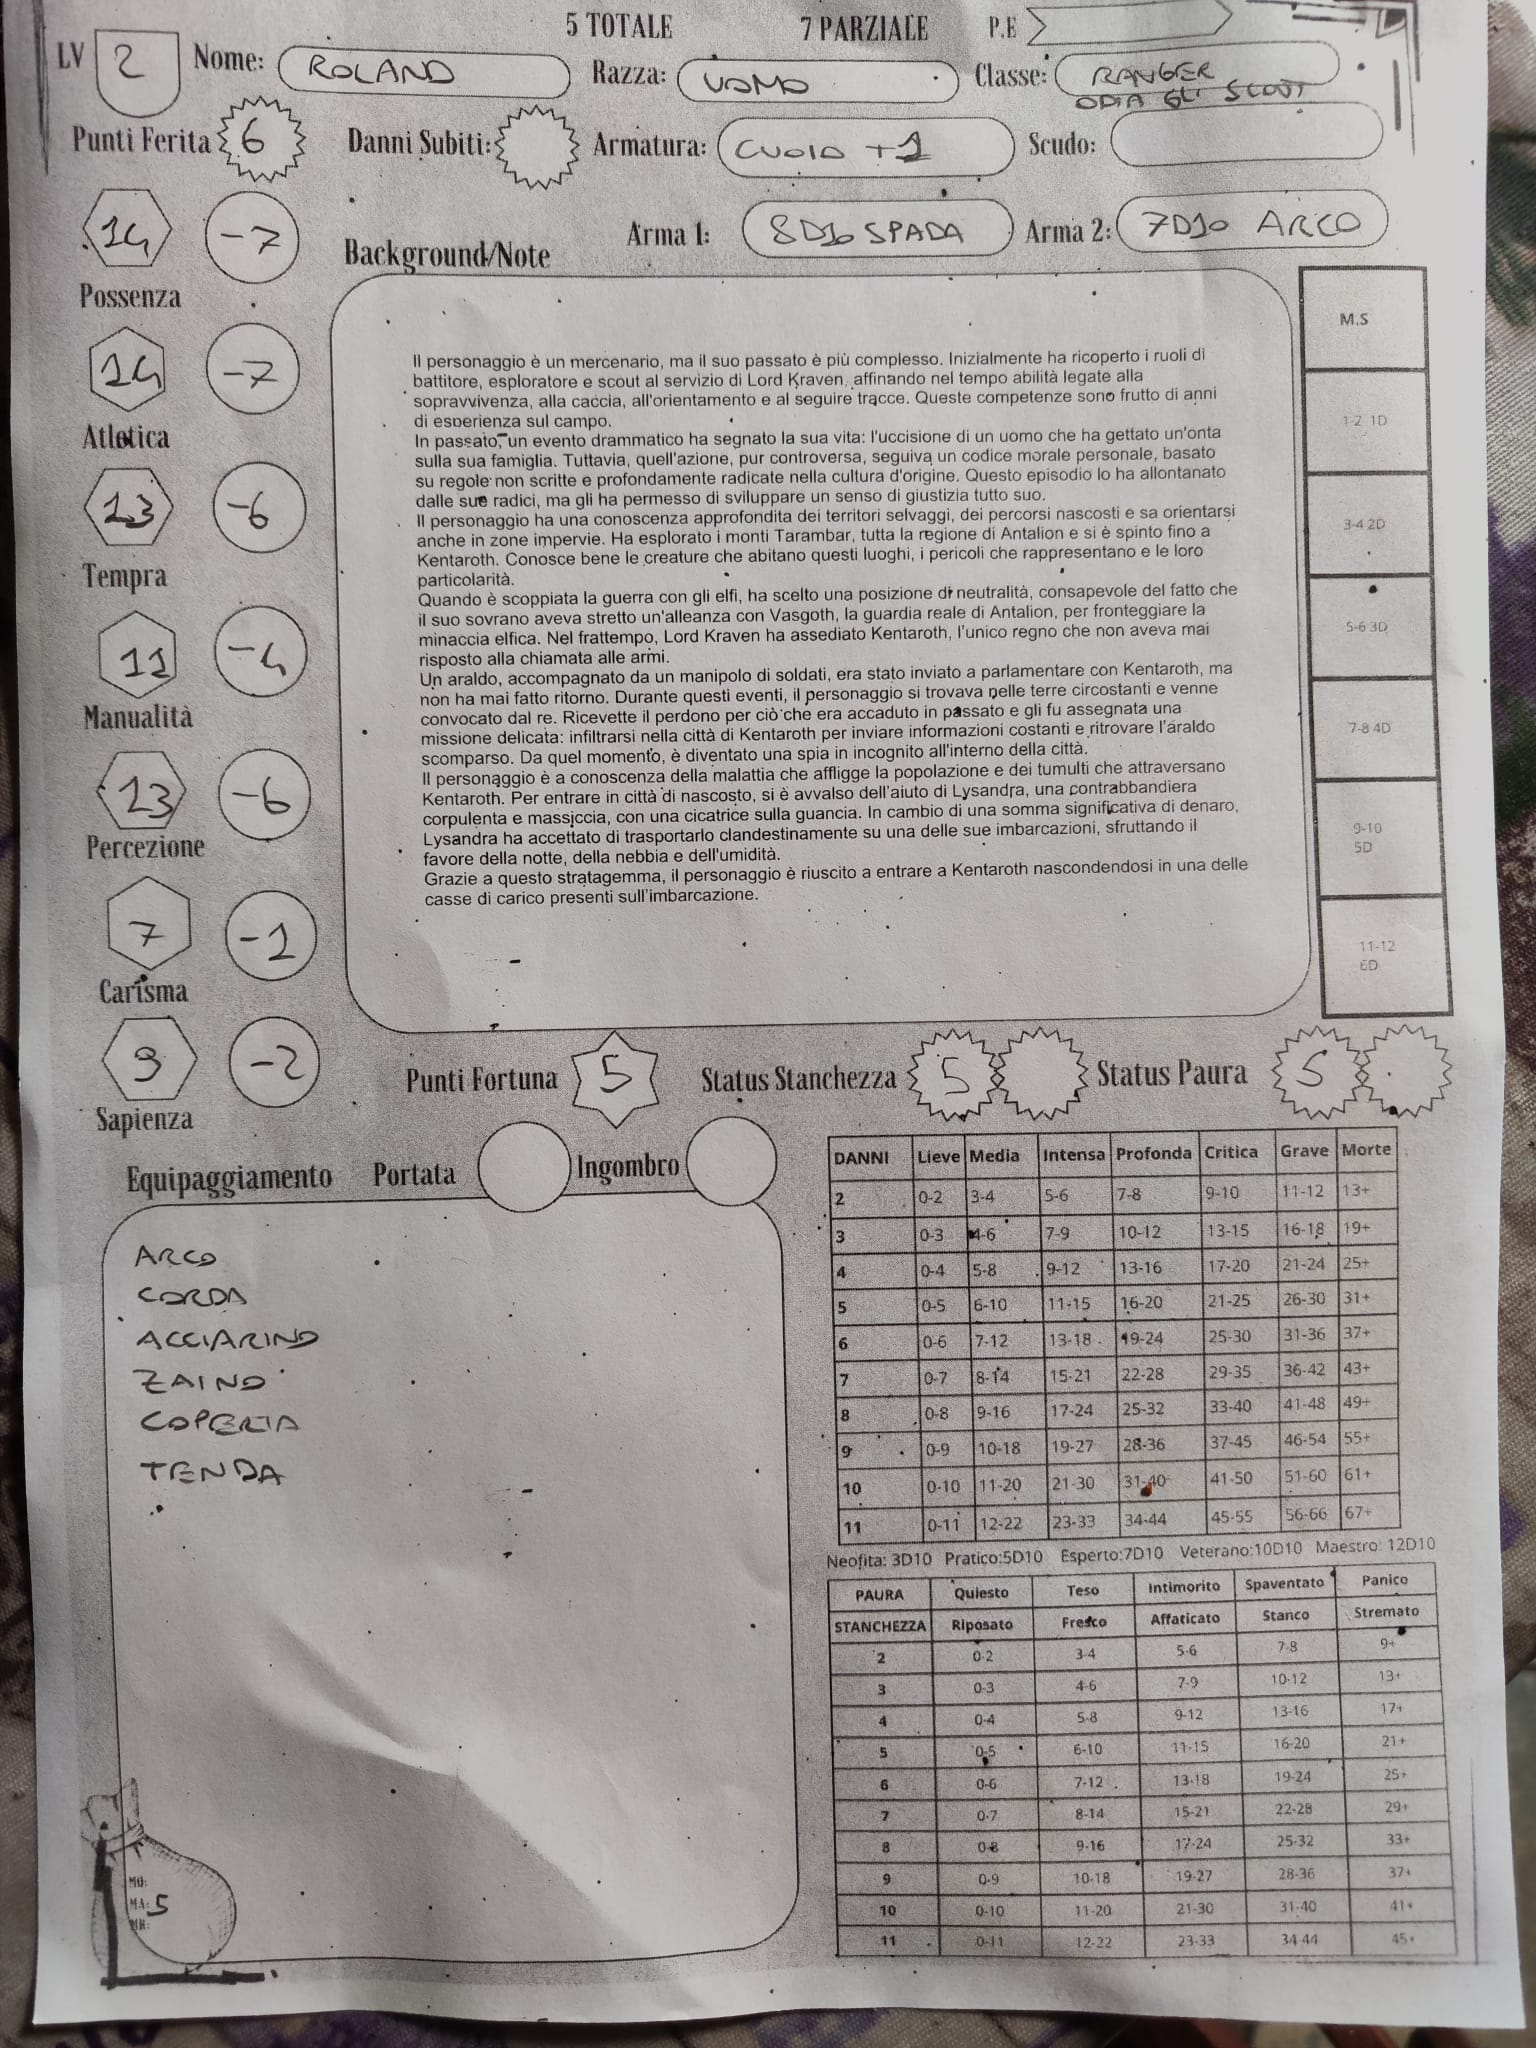 5 TOTALE 7 PARZIALE P.E
LV 2 Nome: ROLAND Razza: UOMO Classe: RANGER
ODIA GLI SCOUT
Punti Ferita 6 Danni Subiti: Armatura: CUOIO +1 Scudo:
14 -7
Possenza
Background/Note Arma 1: 8D10 SPADA Arma 2: 7D10 ARCO
14 -7
Atletica
13 -6
Tempra
11 -4
Manualità
13 -6
Percezione
7 -1
Carisma
9 -2
Sapienza
Il personaggio è un mercenario, ma il suo passato è più complesso. Inizialmente ha ricoperto i ruoli di
battitore, esploratore e scout al servizio di Lord Kraven, affinando nel tempo abilità legate alla
sopravvivenza, alla caccia, all'orientamento e al seguire tracce. Queste competenze sono frutto di anni
di esperienza sul campo.
In passato, un evento drammatico ha segnato la sua vita: l'uccisione di un uomo che ha gettato un'onta
sulla sua famiglia. Tuttavia, quell'azione, pur controversa, seguiva un codice morale personale, basato
su regole non scritte e profondamente radicate nella cultura d'origine. Questo episodio lo ha allontanato
dalle sue radici, ma gli ha permesso di sviluppare un senso di giustizia tutto suo.
Il personaggio ha una conoscenza approfondita dei territori selvaggi, dei percorsi nascosti e sa orientarsi
anche in zone impervie. Ha esplorato i monti Tarambar, tutta la regione di Antalion e si è spinto fino a
Kentaroth. Conosce bene le creature che abitano questi luoghi, i pericoli che rappresentano e le loro
particolarità.
Quando è scoppiata la guerra con gli elfi, ha scelto una posizione di neutralità, consapevole del fatto che
il suo sovrano aveva stretto un'alleanza con Vasgoth, la guardia reale di Antalion, per fronteggiare la
minaccia elfica. Nel frattempo, Lord Kraven ha assediato Kentaroth, l'unico regno che non aveva mai
risposto alla chiamata alle armi.
Un araldo, accompagnato da un manipolo di soldati, era stato inviato a parlamentare con Kentaroth, ma
non ha mai fatto ritorno. Durante questi eventi, il personaggio si trovava nelle terre circostanti e venne
convocato dal re. Ricevette il perdono per ciò che era accaduto in passato e gli fu assegnata una
missione delicata: infiltrarsi nella città di Kentaroth per inviare informazioni costanti e ritrovare l'araldo
scomparso. Da quel momento, è diventato una spia in incognito all'interno della città.
Il personaggio è a conoscenza della malattia che affligge la popolazione e dei tumulti che attraversano
Kentaroth. Per entrare in città di nascosto, si è avvalso dell'aiuto di Lysandra, una contrabbandiera
corpulenta e massiccia, con una cicatrice sulla guancia. In cambio di una somma significativa di denaro,
Lysandra ha accettato di trasportarlo clandestinamente su una delle sue imbarcazioni, sfruttando il
favore della notte, della nebbia e dell'umidità.
Grazie a questo stratagemma, il personaggio è riuscito a entrare a Kentaroth nascondendosi in una delle
casse di carico presenti sull'imbarcazione.
M.S
1-2 1D
3-4 2D
5-6 3D
7-8 4D
9-10
5D
11-12
6D
Punti Fortuna 5 Status Stanchezza 5 Status Paura 5
Equipaggiamento Portata Ingombro
ARCO
CORDA
ACCIARINO
ZAINO
COPERTA
TENDA
MO:
MA: 5
MR:
DANNI Lieve Media Intensa Profonda Critica Grave Morte
2 0-2 3-4 5-6 7-8 9-10 11-12 13+
3 0-3 4-6 7-9 10-12 13-15 16-18 19+
4 0-4 5-8 9-12 13-16 17-20 21-24 25+
5 0-5 6-10 11-15 16-20 21-25 26-30 31+
6 0-6 7-12 13-18 19-24 25-30 31-36 37+
7 0-7 8-14 15-21 22-28 29-35 36-42 43+
8 0-8 9-16 17-24 25-32 33-40 41-48 49+
9 0-9 10-18 19-27 28-36 37-45 46-54 55+
10 0-10 11-20 21-30 31-40 41-50 51-60 61+
11 0-11 12-22 23-33 34-44 45-55 56-66 67+
Neofita: 3D10 Pratico:5D10 Esperto:7D10 Veterano:10D10 Maestro: 12D10
PAURA Quiesto Teso Intimorito Spaventato Panico
STANCHEZZA Riposato Fresco Affaticato Stanco Stremato
2 0-2 3-4 5-6 7-8 9+
3 0-3 4-6 7-9 10-12 13+
4 0-4 5-8 9-12 13-16 17+
5 0-5 6-10 11-15 16-20 21+
6 0-6 7-12 13-18 19-24 25+
7 0-7 8-14 15-21 22-28 29+
8 0-8 9-16 17-24 25-32 33+
9 0-9 10-18 19-27 28-36 37+
10 0-10 11-20 21-30 31-40 41+
11 0-11 12-22 23-33 34-44 45+